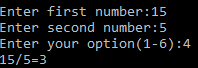 Enter first number:15
Enter second number:5
Enter your option(1-6):4
15/5=3